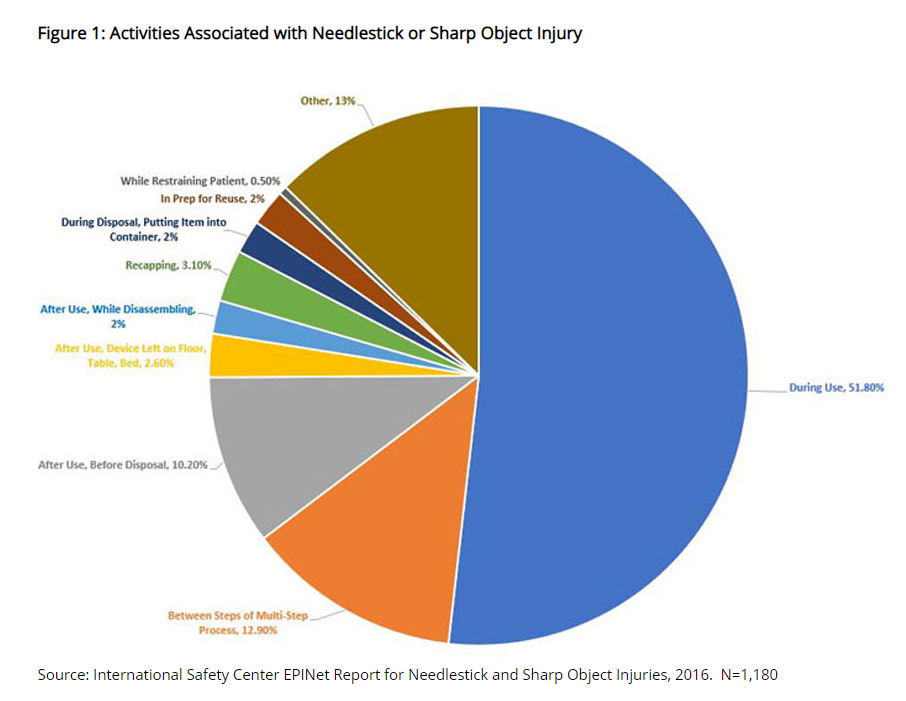 Figure 1: Activities Associated with Needlestick or Sharp Object Injury
Other, 13%
While Restraining Patient, 0.50%
In Prep for Reuse, 2%
During Disposal, Putting Item into
Container, 2%
Recapping, 3.10%
After Use, While Disassembling,
2%
After Use, Device Left on Floor,
Table, Bed, 2.60%
During Use, 51.80%
After Use, Before Disposal, 10.20%
Between Steps of Multi-Step
Process, 12.90%
Source: International Safety Center EPINet Report for Needlestick and Sharp Object Injuries, 2016. N=1,180